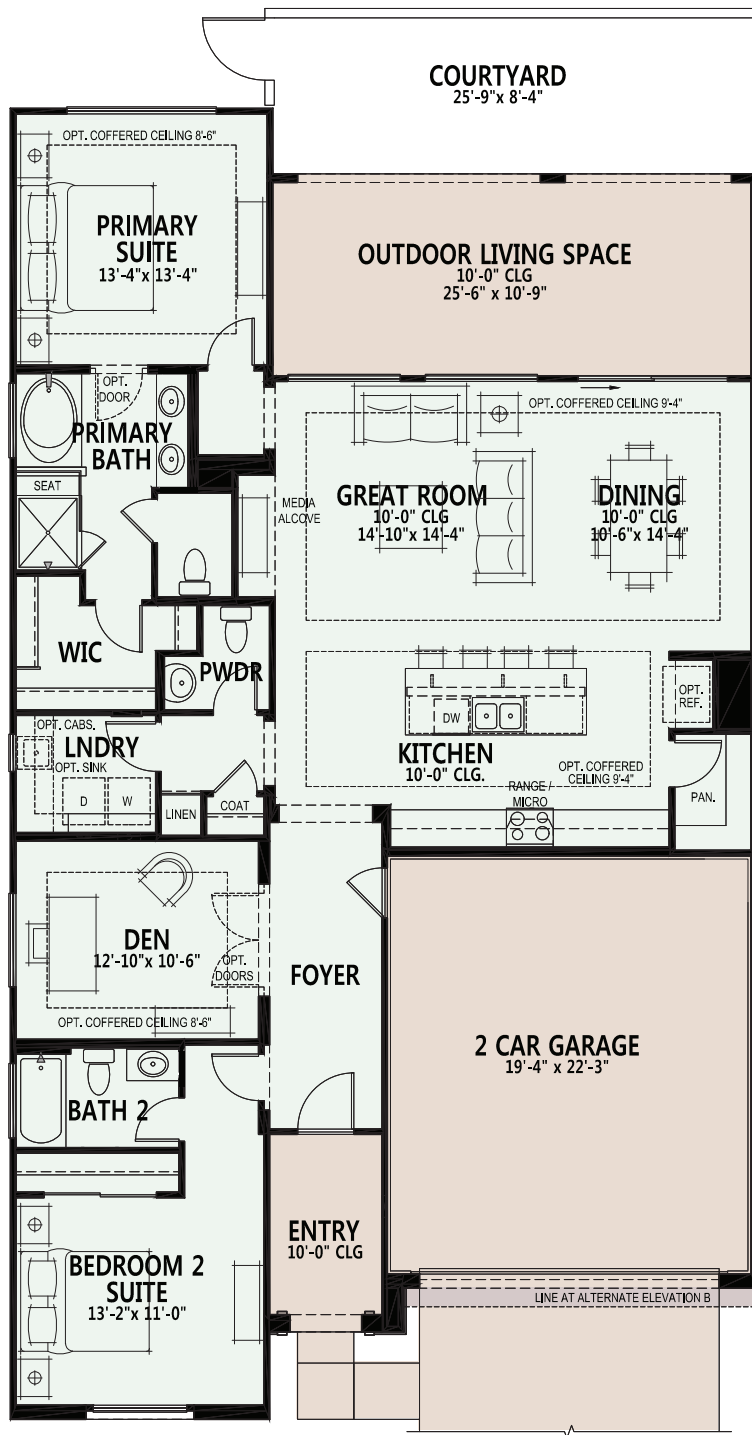 COURTYARD
25'-9"x 8'-4"
OPT. COFFERED CEILING 8'-6"
PRIMARY
SUITE
13'-4"x 13'-4"
OUTDOOR LIVING SPACE
10'-0" CLG
25'-6" x 10'-9"
OPT.
DOOR
PRIMARY
BATH
SEAT
OPT. COFFERED CEILING 9'-4"
MEDIA
ALCOVE
GREAT ROOM
10'-0" CLG
14'-10"x 14'-4"
DINING
10'-0" CLG
10'-6"x 14'-4"
WIC
PWDR
OPT.
REF.
DW
OPT. CABS.
LNDRY
OPT. SINK
D
W
LINEN
COAT
KITCHEN
10'-0" CLG.
OPT. COFFERED
CEILING 9'-4"
RANGE /
MICRO
PAN.
DEN
12'-10"x 10'-6"
OPT.
DOORS
OPT. COFFERED CEILING 8'-6"
FOYER
2 CAR GARAGE
19'-4" x 22'-3"
BATH 2
ENTRY
10'-0" CLG
BEDROOM 2
SUITE
13'-2"x 11'-0"
LINE AT ALTERNATE ELEVATION B